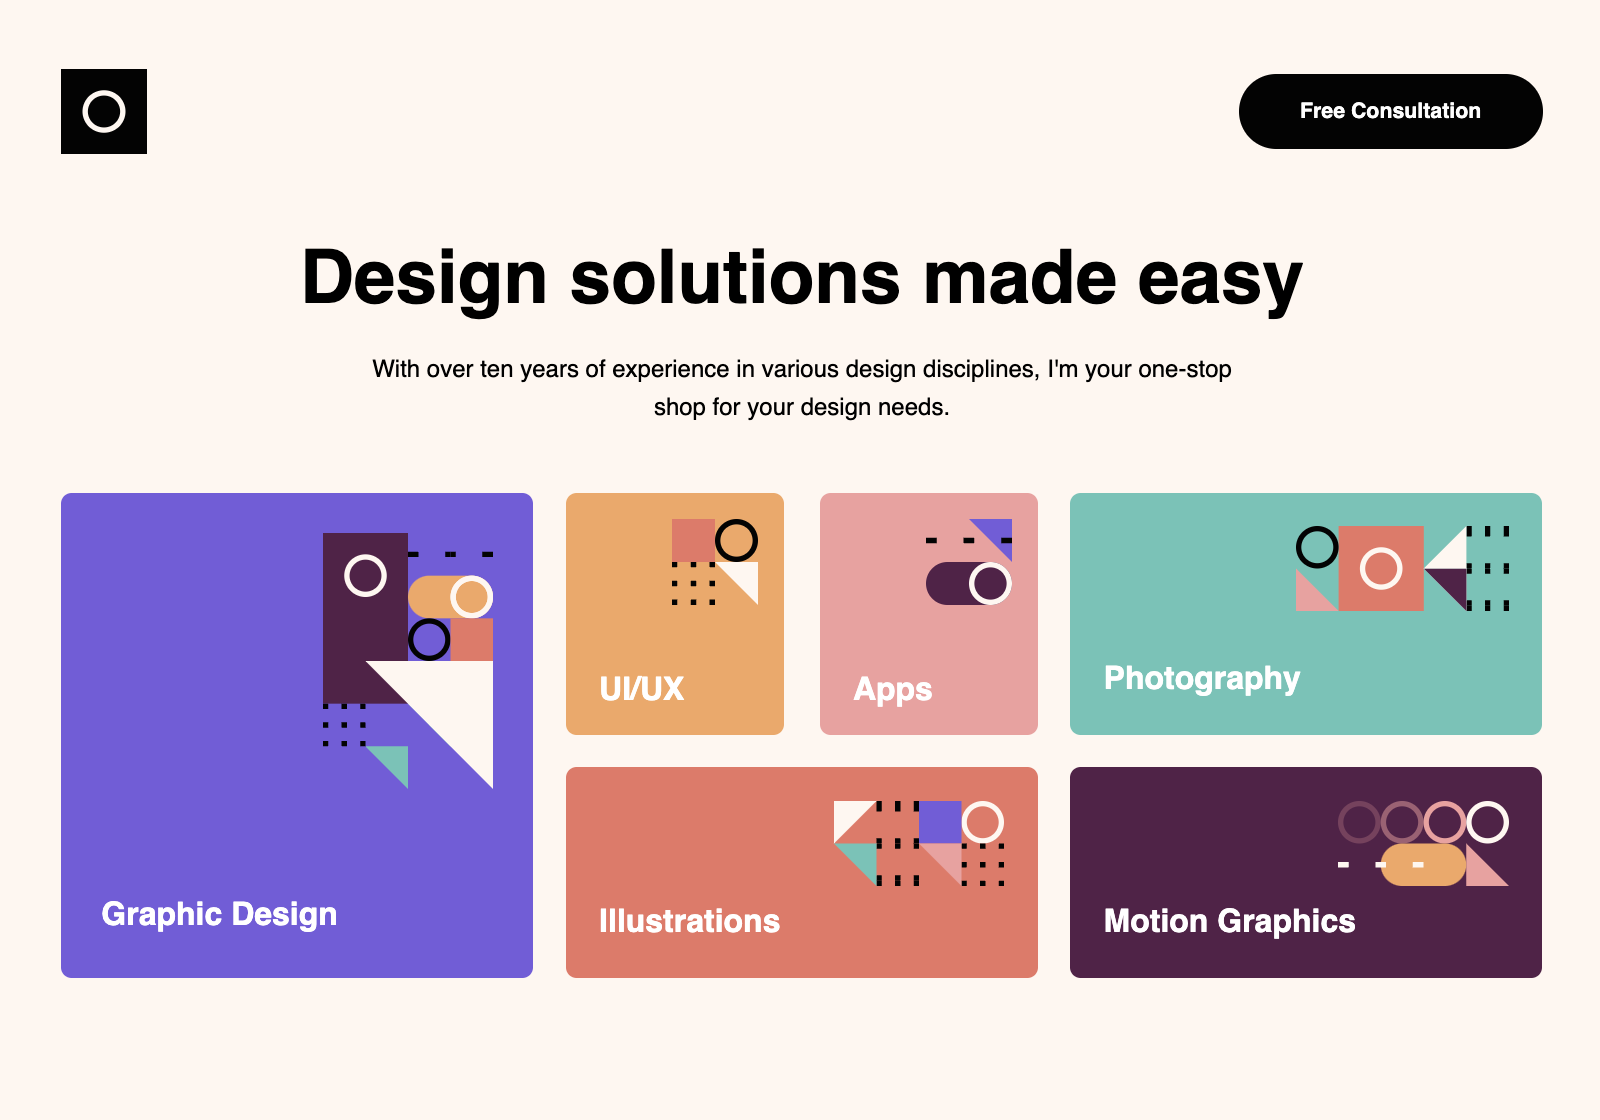 Free Consultation
Design solutions made easy
With over ten years of experience in various design disciplines, I'm your one-stop
shop for your design needs.
Graphic Design
UI/UX
Apps
Photography
Illustrations
Motion Graphics